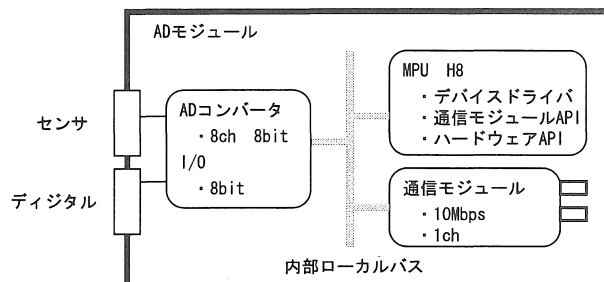 ADモジュール
センサ
ディジタル
ADコンバータ
・8ch 8bit
I/O
・8bit
MPU H8
・デバイスドライバ
・通信モジュールAPI
・ハードウェアAPI
通信モジュール
・10Mbps
・1ch
内部ローカルバス